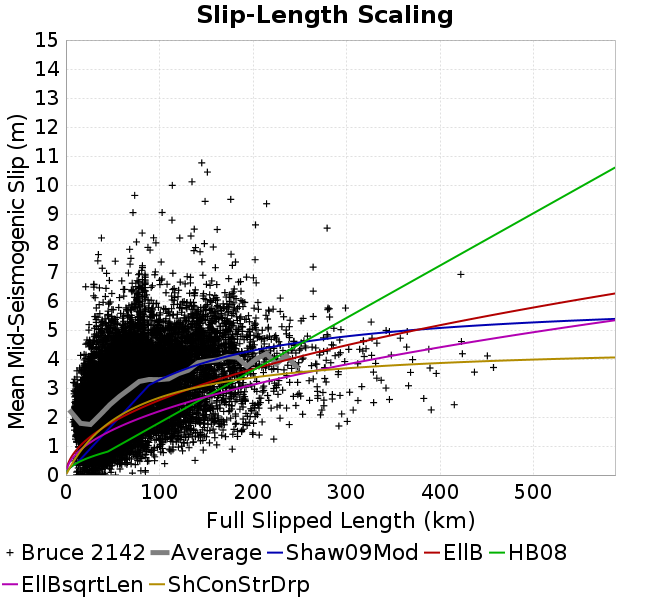 Slip-Length Scaling
Mean Mid-Seismogenic Slip (m)
15
14
13
12
11
10
9
8
7
6
5
4
3
2
1
0
0 100 200 300 400 500
Full Slipped Length (km)
Bruce 2142 Average Shaw09Mod EllB HB08
EllBsqrtLen ShConStrDrp